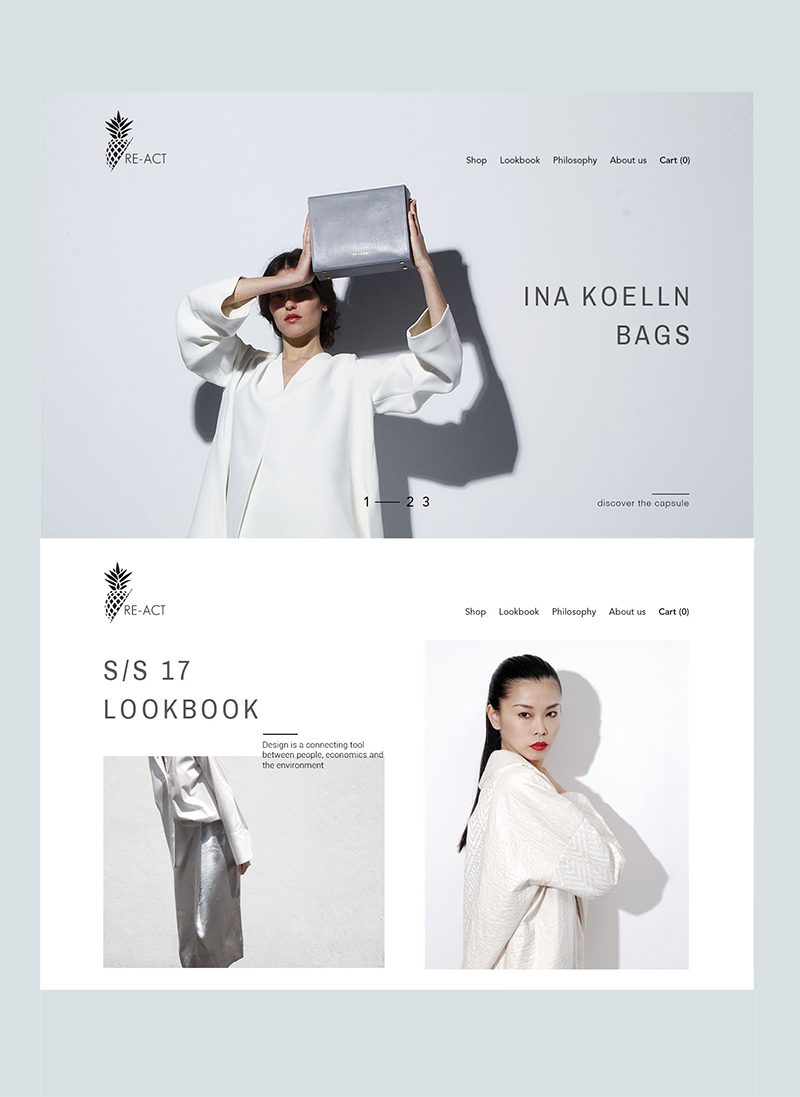 RE-ACT
Shop Lookbook Philosophy About us Cart (0)
INA KOELLN
BAGS
1 — 2 3
discover the capsule
RE-ACT
Shop Lookbook Philosophy About us Cart (0)
S/S 17
LOOKBOOK
Design is a connecting tool
between people, economics and
the environment